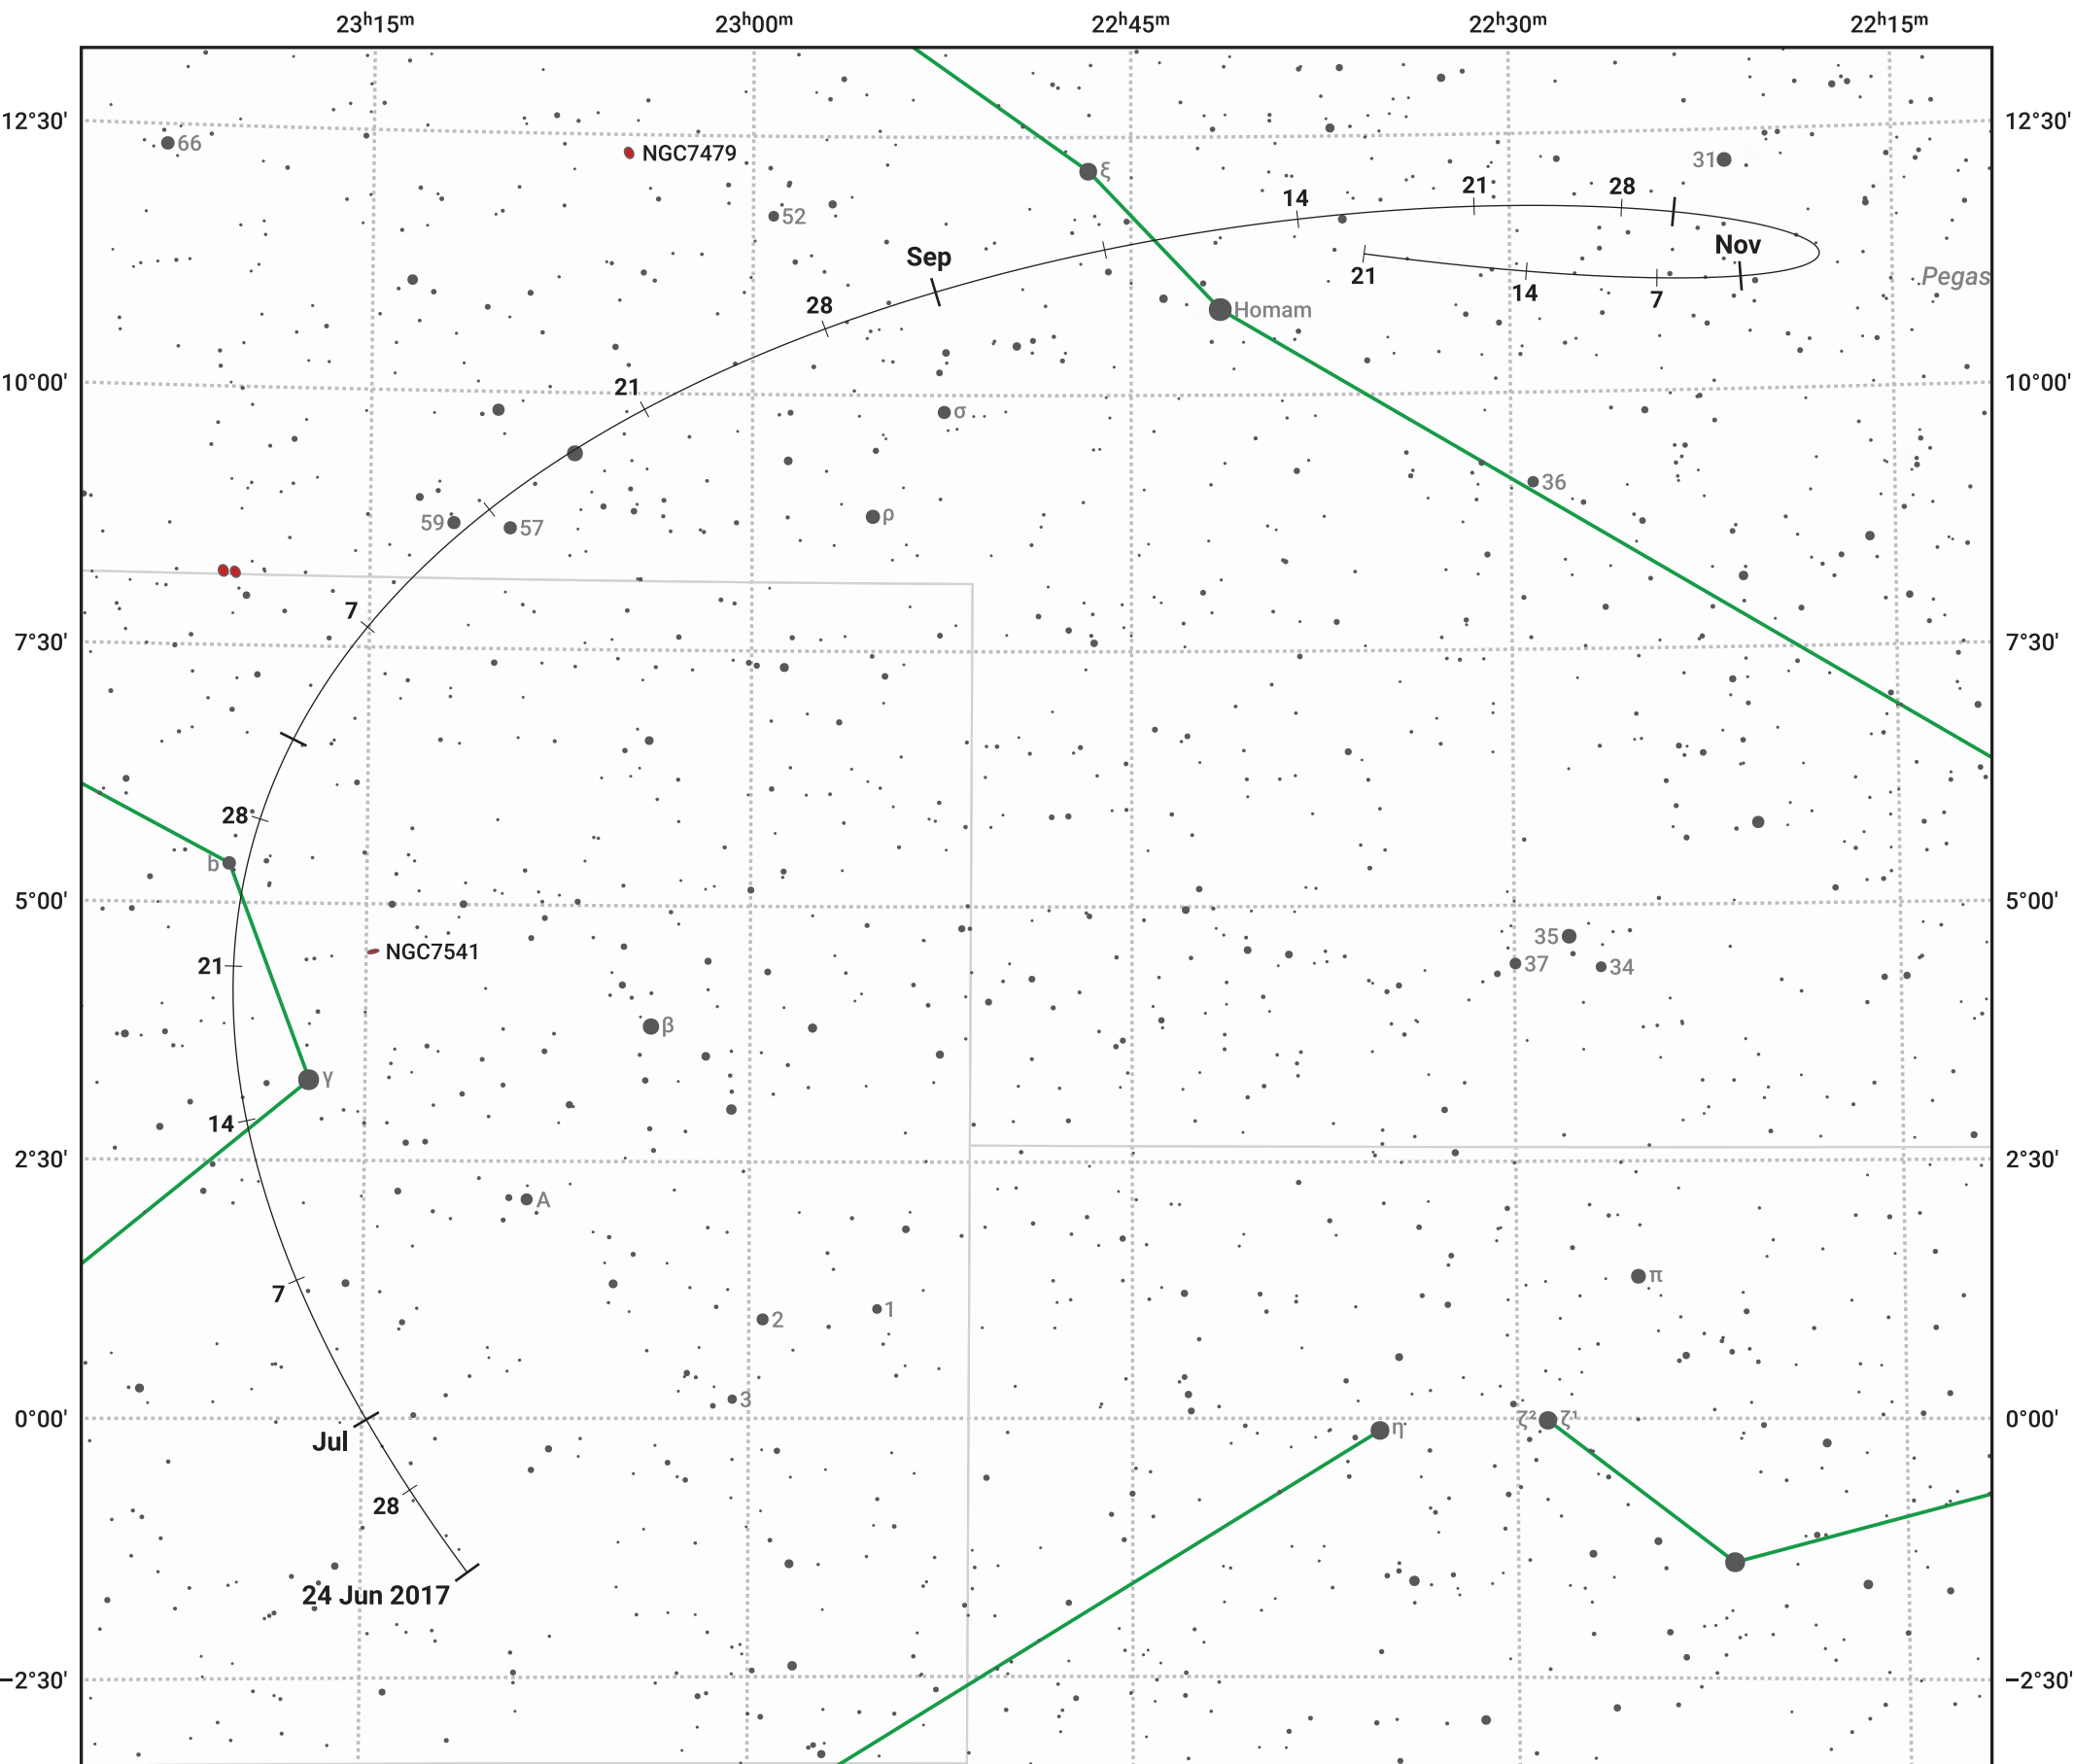 23ʰ15ᵐ 23ʰ00ᵐ 22ʰ45ᵐ 22ʰ30ᵐ 22ʰ15ᵐ
12°30' 12°30'
66 NGC7479 ξ 31
14 21 28
52
Sep Nov
28 21 14 7 Pegas
Homam
10°00' 10°00'
21
σ
36
59 57 ρ
7
7°30' 7°30'
28
b
5°00' 5°00'
35
21 NGC7541 37 34
β
γ
14
2°30' 2°30'
A
7 π
2 1
3
0°00' 0°00'
ζ² ζ¹
Jul η
28
24 Jun 2017
−2°30' −2°30'